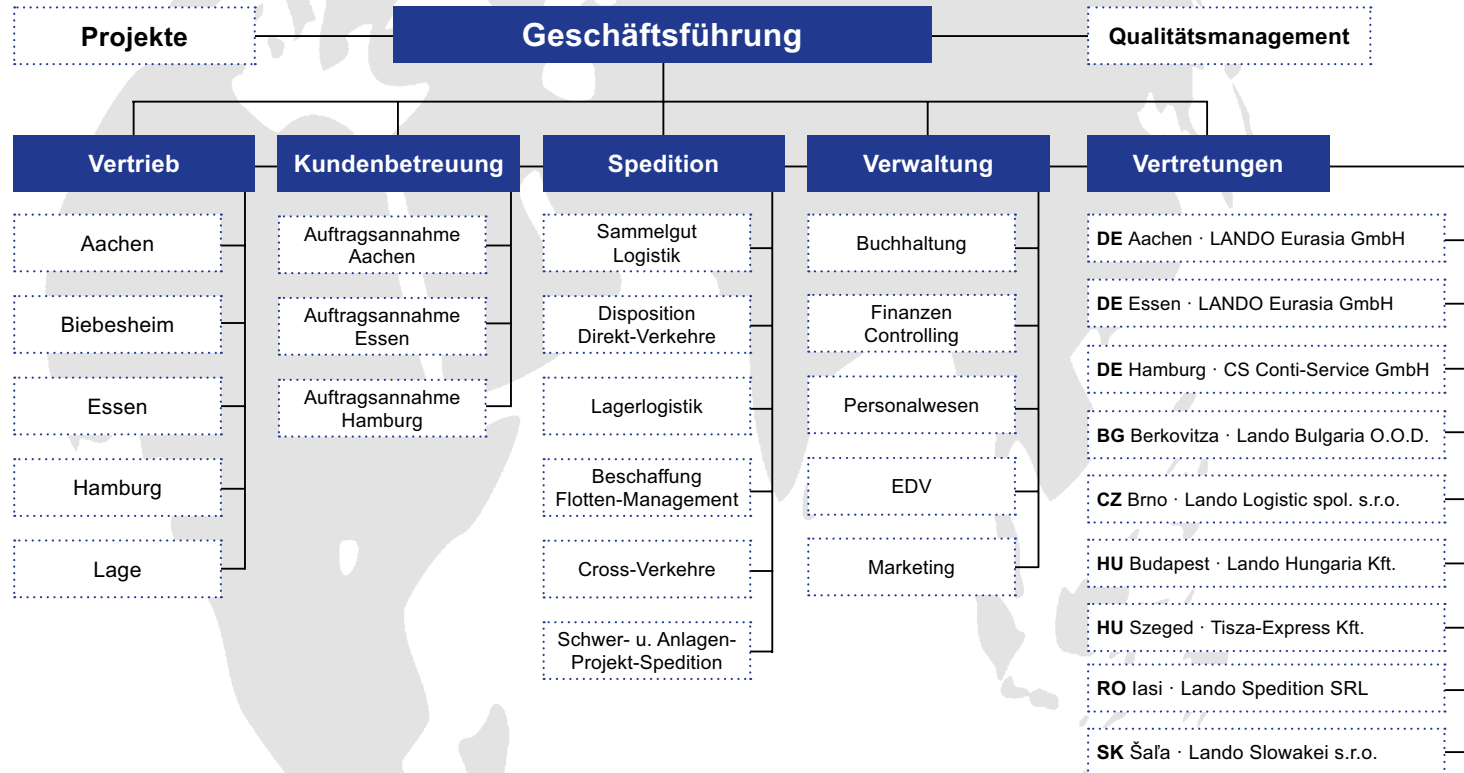 Projekte
Geschäftsführung
Qualitätsmanagement
Vertrieb
Aachen
Biebesheim
Essen
Hamburg
Lage
Kundenbetreuung
Auftragsannahme
Aachen
Auftragsannahme
Essen
Auftragsannahme
Hamburg
Spedition
Sammelgut
Logistik
Disposition
Direkt-Verkehre
Lagerlogistik
Beschaffung
Flotten-Management
Cross-Verkehre
Schwer- u. Anlagen-
Projekt-Spedition
Verwaltung
Buchhaltung
Finanzen
Controlling
Personalwesen
EDV
Marketing
Vertretungen
DE Aachen · LANDO Eurasia GmbH
DE Essen · LANDO Eurasia GmbH
DE Hamburg · CS Conti-Service GmbH
BG Berkovitza · Lando Bulgaria O.O.D.
CZ Brno · Lando Logistic spol. s.r.o.
HU Budapest · Lando Hungaria Kft.
HU Szeged · Tisza-Express Kft.
RO Iasi · Lando Spedition SRL
SK Šaľa · Lando Slowakei s.r.o.